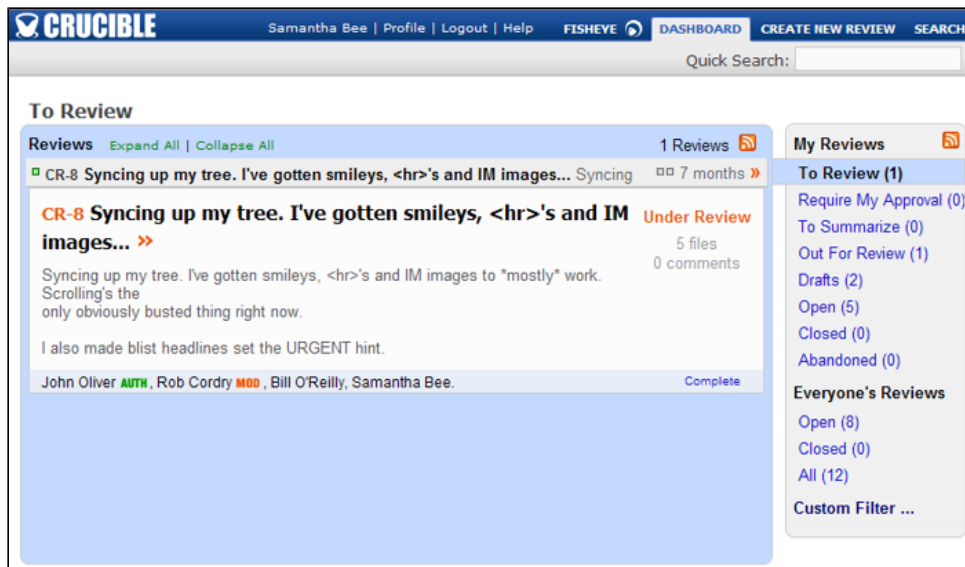 CRUCIBLE
Samantha Bee | Profile | Logout | Help FISHEYE DASHBOARD CREATE NEW REVIEW SEARCH
Quick Search:
To Review
Reviews Expand All | Collapse All 1 Reviews
CR-8 Syncing up my tree. I've gotten smileys, <hr>'s and IM images... Syncing 7 months »
CR-8 Syncing up my tree. I've gotten smileys, <hr>'s and IM Under Review
images... »
5 files
0 comments
Syncing up my tree. I've gotten smileys, <hr>'s and IM images to *mostly* work.
Scrolling's the
only obviously busted thing right now.
I also made blist headlines set the URGENT hint.
John Oliver AUTH, Rob Cordry MOD, Bill O'Reilly, Samantha Bee. Complete
My Reviews
To Review (1)
Require My Approval (0)
To Summarize (0)
Out For Review (1)
Drafts (2)
Open (5)
Closed (0)
Abandoned (0)
Everyone's Reviews
Open (8)
Closed (0)
All (12)
Custom Filter ...